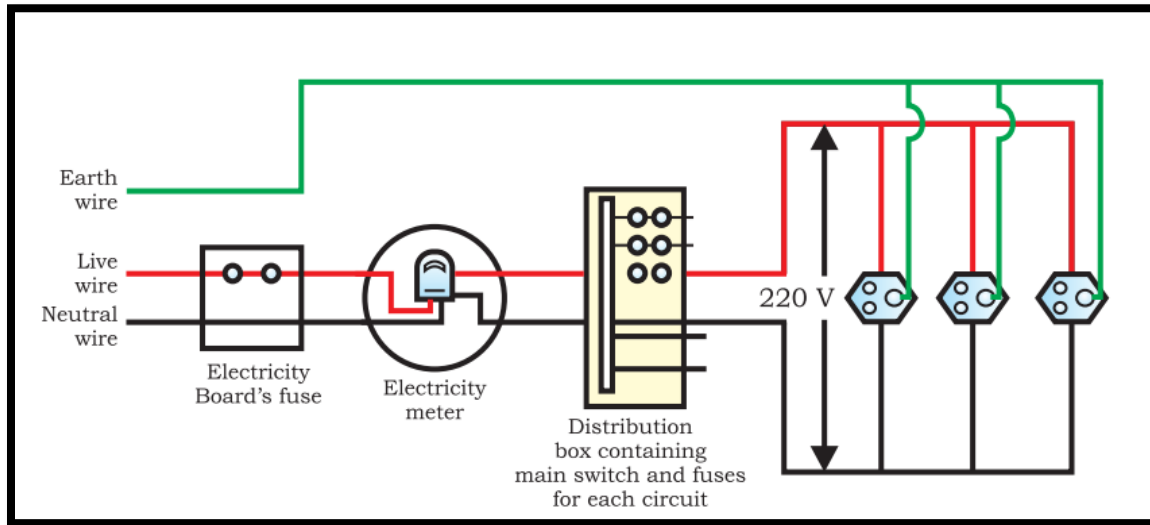 Earth
wire
Live
wire
Neutral
wire
Electricity
Board's fuse
Electricity
meter
Distribution
box containing
main switch and fuses
for each circuit
220 V